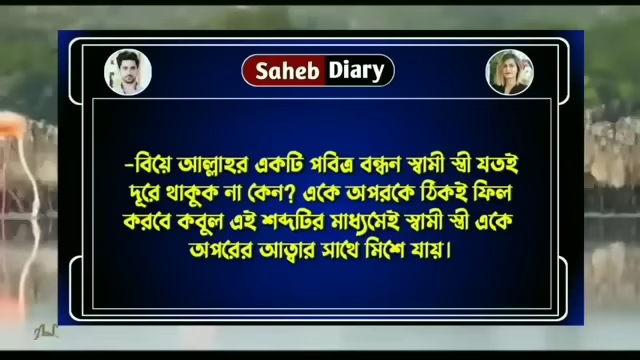 Saheb Diary
-বিয়ে আল্লাহর একটি পবিত্র বন্ধন স্বামী স্ত্রী যতই
দূরে থাকুক না কেন? একে অপরকে ঠিকই ফিল
করবে কবুল এই শব্দটির মাধ্যমেই স্বামী স্ত্রী একে
অপরের আত্বার সাথে মিশে যায়।